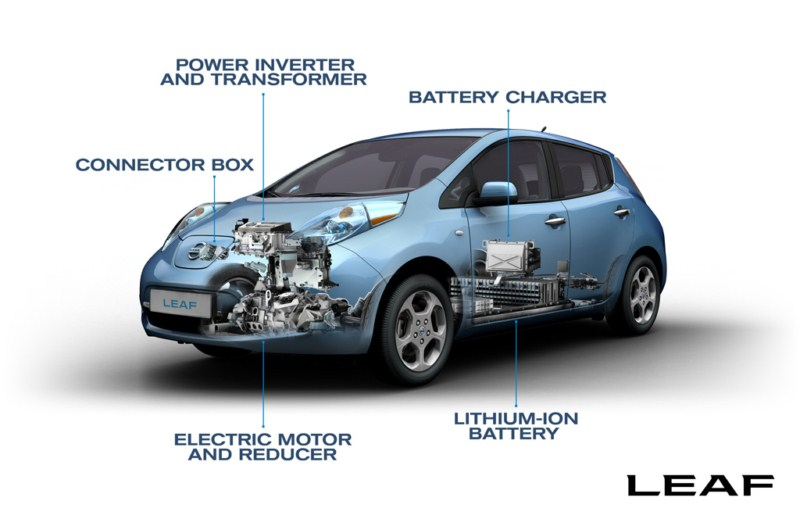 POWER INVERTER
AND TRANSFORMER
BATTERY CHARGER
CONNECTOR BOX
LEAF
LITHIUM-ION
BATTERY
ELECTRIC MOTOR
AND REDUCER
LEAF